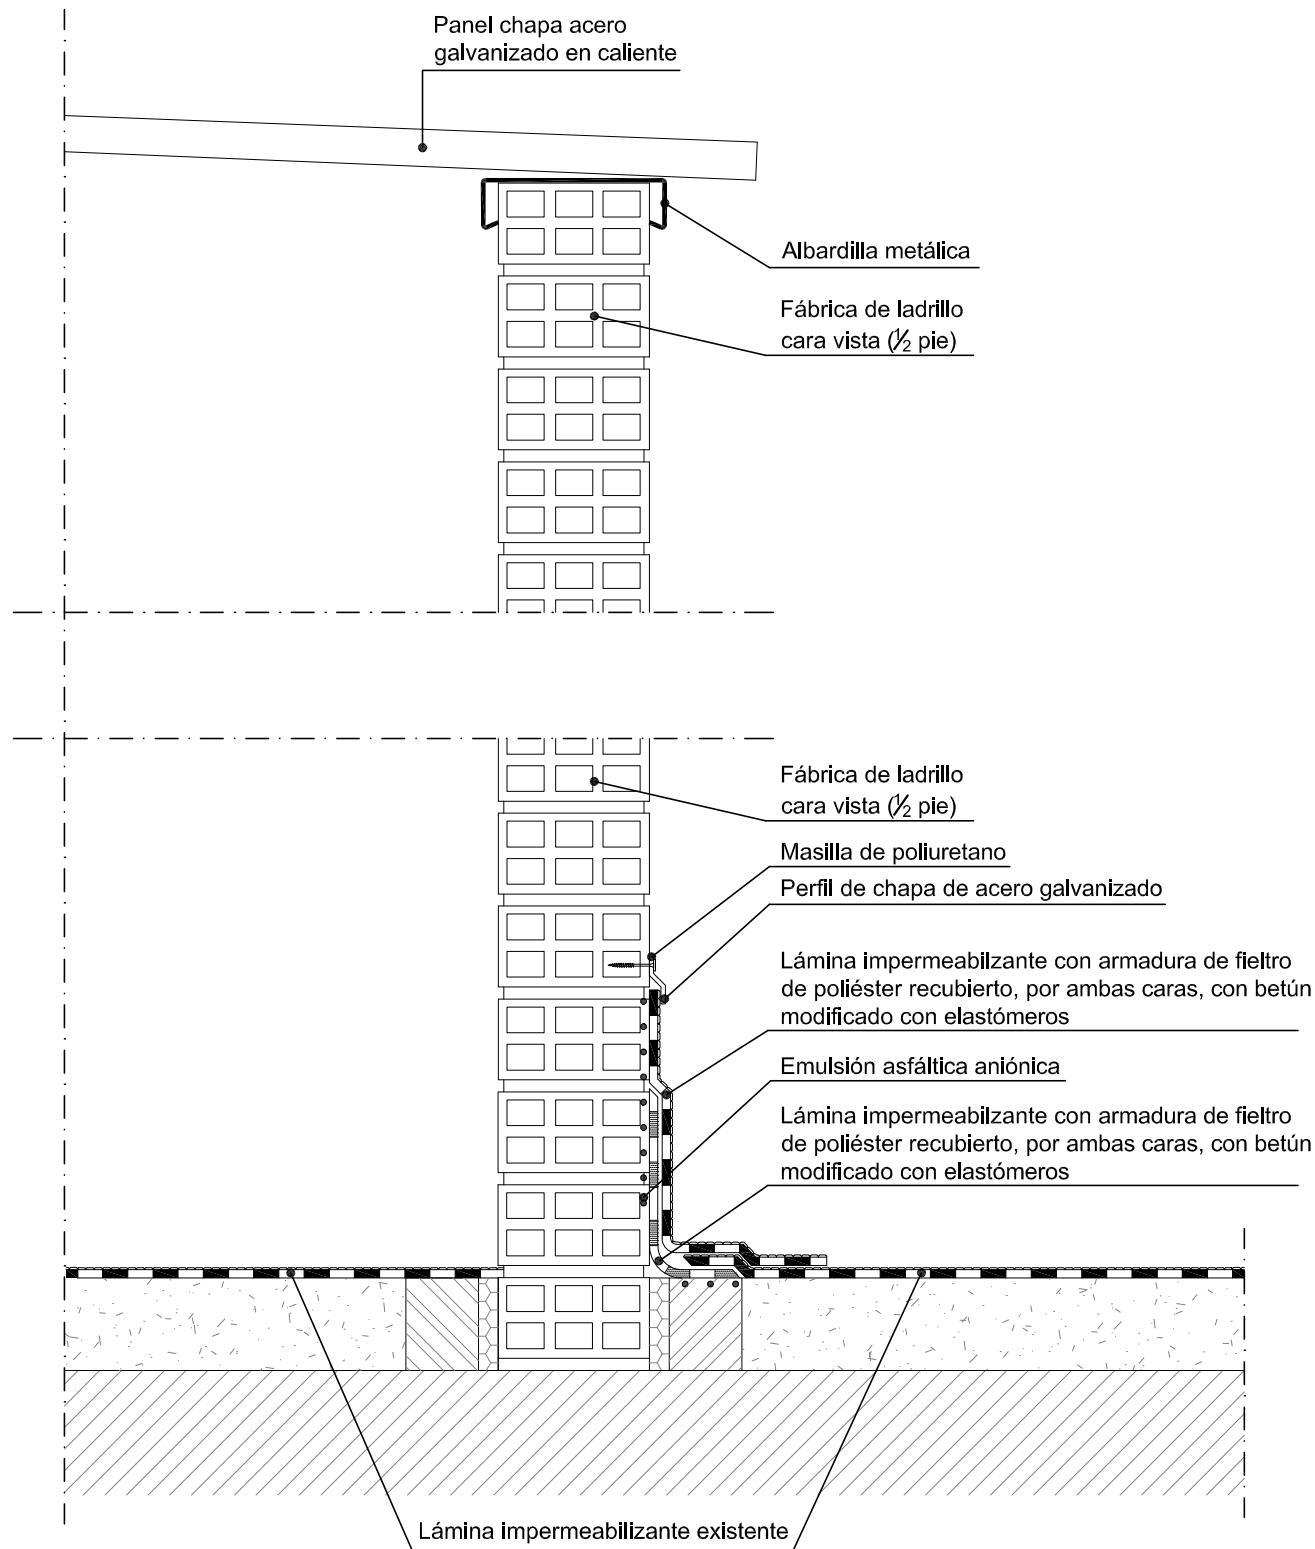 Panel chapa acero
galvanizado en caliente
Albardilla metálica
Fábrica de ladrillo
cara vista (½ pie)
Fábrica de ladrillo
cara vista (½ pie)
Masilla de poliuretano
Perfil de chapa de acero galvanizado
Lámina impermeabilzante con armadura de fieltro
de poliéster recubierto, por ambas caras, con betún
modificado con elastómeros
Emulsión asfáltica aniónica
Lámina impermeabilzante con armadura de fieltro
de poliéster recubierto, por ambas caras, con betún
modificado con elastómeros
Lámina impermeabilizante existente